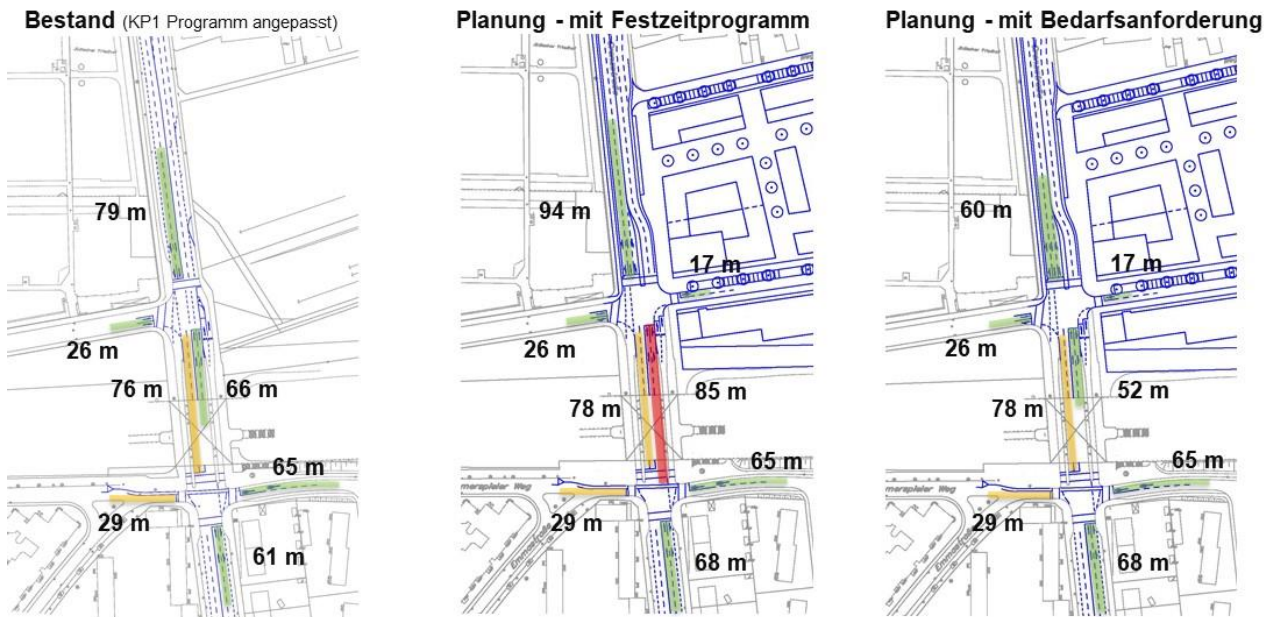 Bestand (KP1 Programm angepasst)
Planung - mit Festzeitprogramm
Planung - mit Bedarfsanforderung
79 m
94 m
60 m
17 m
17 m
26 m
26 m
26 m
76 m
66 m
78 m
85 m
78 m
52 m
65 m
65 m
65 m
29 m
29 m
29 m
61 m
68 m
68 m